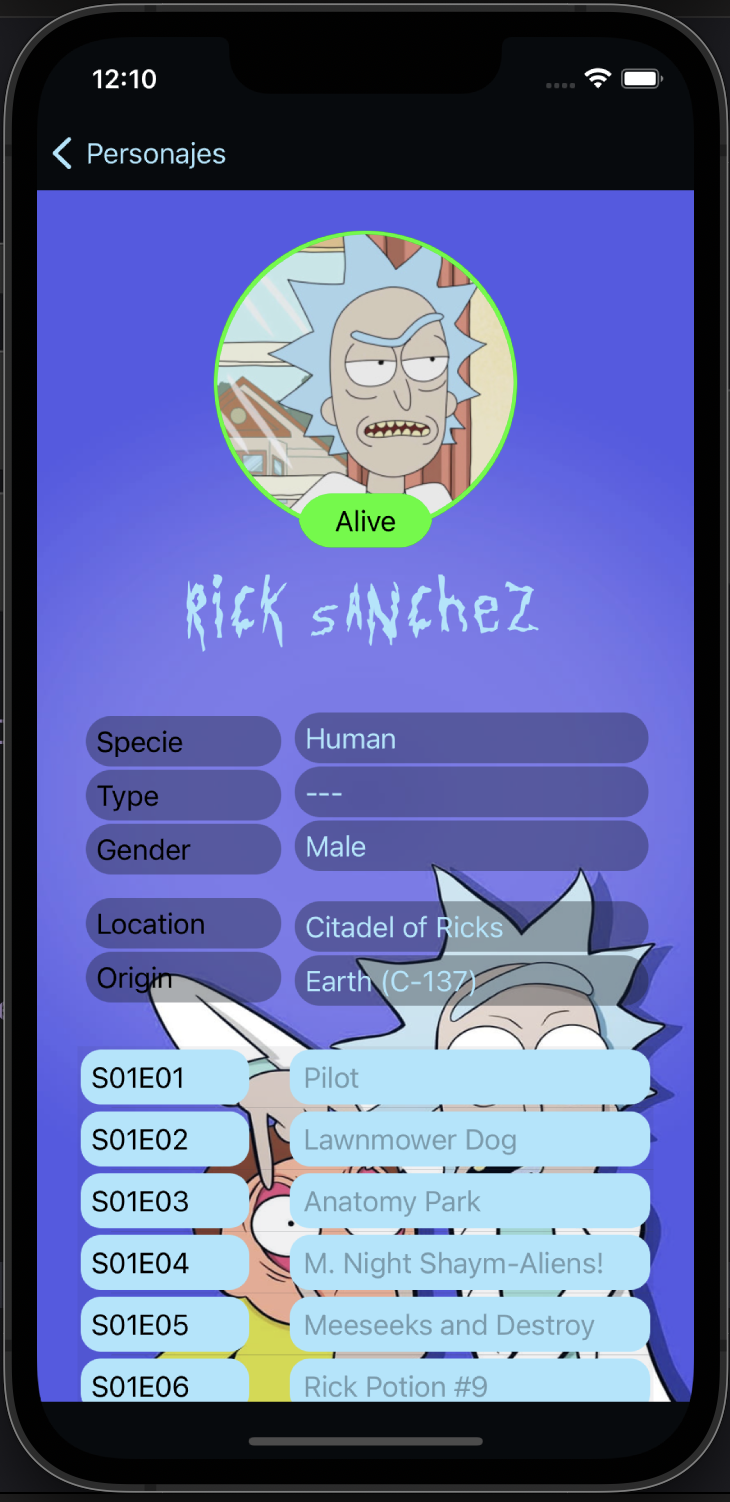 12:10
Personajes
Alive
Rick Sanchez
Specie Human
Type ---
Gender Male
Location Citadel of Ricks
Origin Earth (C-137)
S01E01 Pilot
S01E02 Lawnmower Dog
S01E03 Anatomy Park
S01E04 M. Night Shaym-Aliens!
S01E05 Meeseeks and Destroy
S01E06 Rick Potion #9